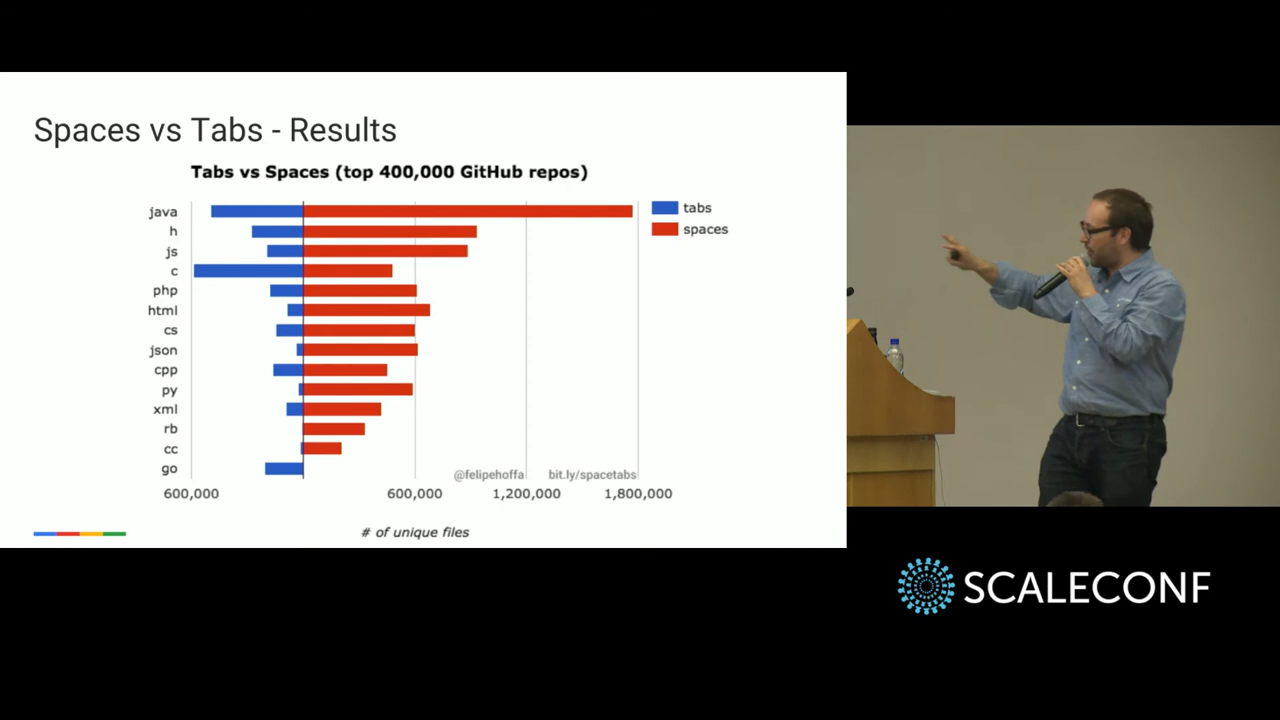 Spaces vs Tabs - Results
Tabs vs Spaces (top 400,000 GitHub repos)
java
h
js
c
php
html
cs
json
cpp
py
xml
rb
cc
go
tabs
spaces
@felipehoffa bit.ly/spacetabs
600,000 600,000 1,200,000 1,800,000
# of unique files
SCALECONF